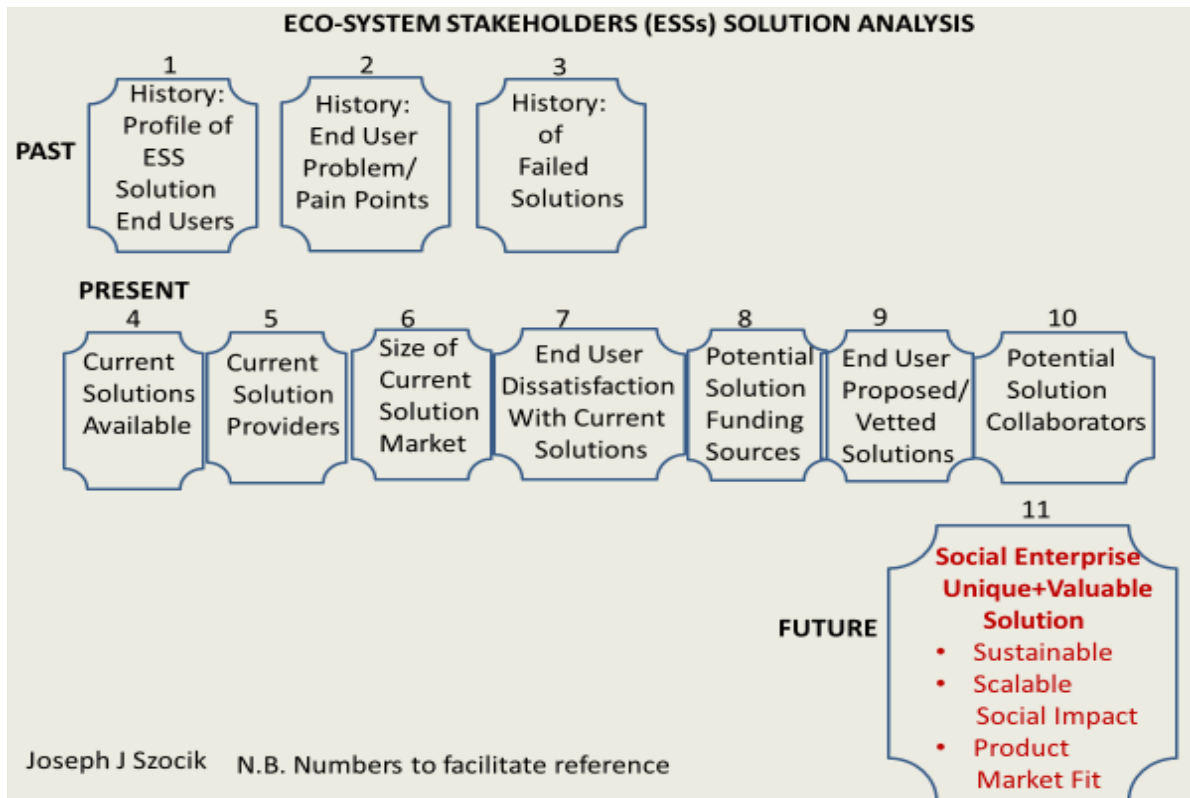 ECO-SYSTEM STAKEHOLDERS (ESSs) SOLUTION ANALYSIS
PAST
1
History:
Profile of
ESS
Solution
End Users
2
History:
End User
Problem/
Pain Points
3
History:
of
Failed
Solutions
PRESENT
4
Current
Solutions
Available
5
Current
Solution
Providers
6
Size of
Current
Solution
Market
7
End User
Dissatisfaction
With Current
Solutions
8
Potential
Solution
Funding
Sources
9
End User
Proposed/
Vetted
Solutions
10
Potential
Solution
Collaborators
FUTURE
11
Social Enterprise
Unique+Valuable
Solution
• Sustainable
• Scalable
Social Impact
• Product
Market Fit
Joseph J Szocik
N.B. Numbers to facilitate reference